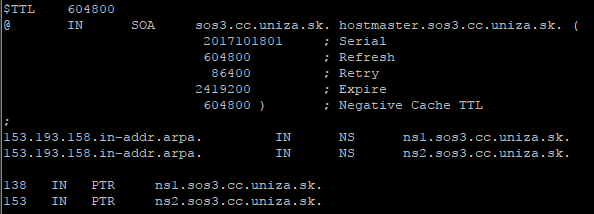 $TTL    604800
@       IN      SOA     sos3.cc.uniza.sk. hostmaster.sos3.cc.uniza.sk. (
                         2017101801     ; Serial
                         604800         ; Refresh
                          86400         ; Retry
                        2419200         ; Expire
                         604800 )       ; Negative Cache TTL
;
153.193.158.in-addr.arpa.         IN      NS      ns1.sos3.cc.uniza.sk.
153.193.158.in-addr.arpa.         IN      NS      ns2.sos3.cc.uniza.sk.

138   IN   PTR     ns1.sos3.cc.uniza.sk.
153   IN   PTR     ns2.sos3.cc.uniza.sk.